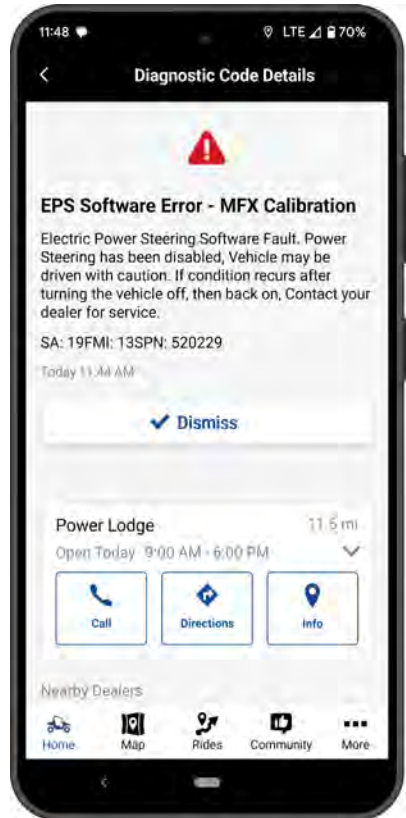 11:48 LTE 70%
Diagnostic Code Details
EPS Software Error - MFX Calibration
Electric Power Steering Software Fault. Power
Steering has been disabled, Vehicle may be
driven with caution. If condition recurs after
turning the vehicle off, then back on, Contact your
dealer for service.
SA: 19FMI: 13SPN: 520229
Today 11:44 AM
Dismiss
Power Lodge 11.5 mi
Open Today 9:00 AM - 6:00 PM
Call Directions Info
Nearby Dealers
Home Map Rides Community More